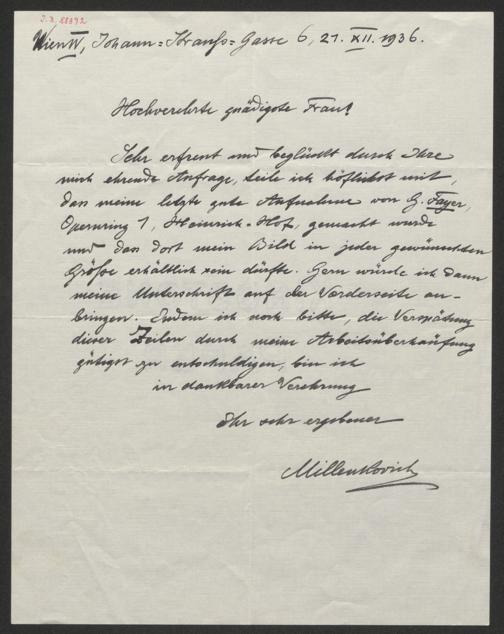 I.N. 88892
Wien IV, Johann=Strauß=Gasse 6, 21. XII. 1936.
Hochverehrte gnädigste Frau!
Sehr erfreut und beglückt durch Ihre
mich ehrende Anfrage, teile ich höflichst mit,
dass meine letzte gute Aufnahme von G. Fayer,
Opernring 1, Heinrich-Hof, gemacht wurde
und dass dort mein Bild in jeder gewünschten
Größe erhältlich sein dürfte. Gern würde ich dann
meine Unterschrift auf der Vorderseite an-
bringen. Indem ich noch bitte, die Verspätung
dieser Zeilen durch meine Arbeitsüberhäufung
gütigst zu entschuldigen, bin ich
in dankbarer Verehrung
Ihr sehr ergebener
Millenkovich